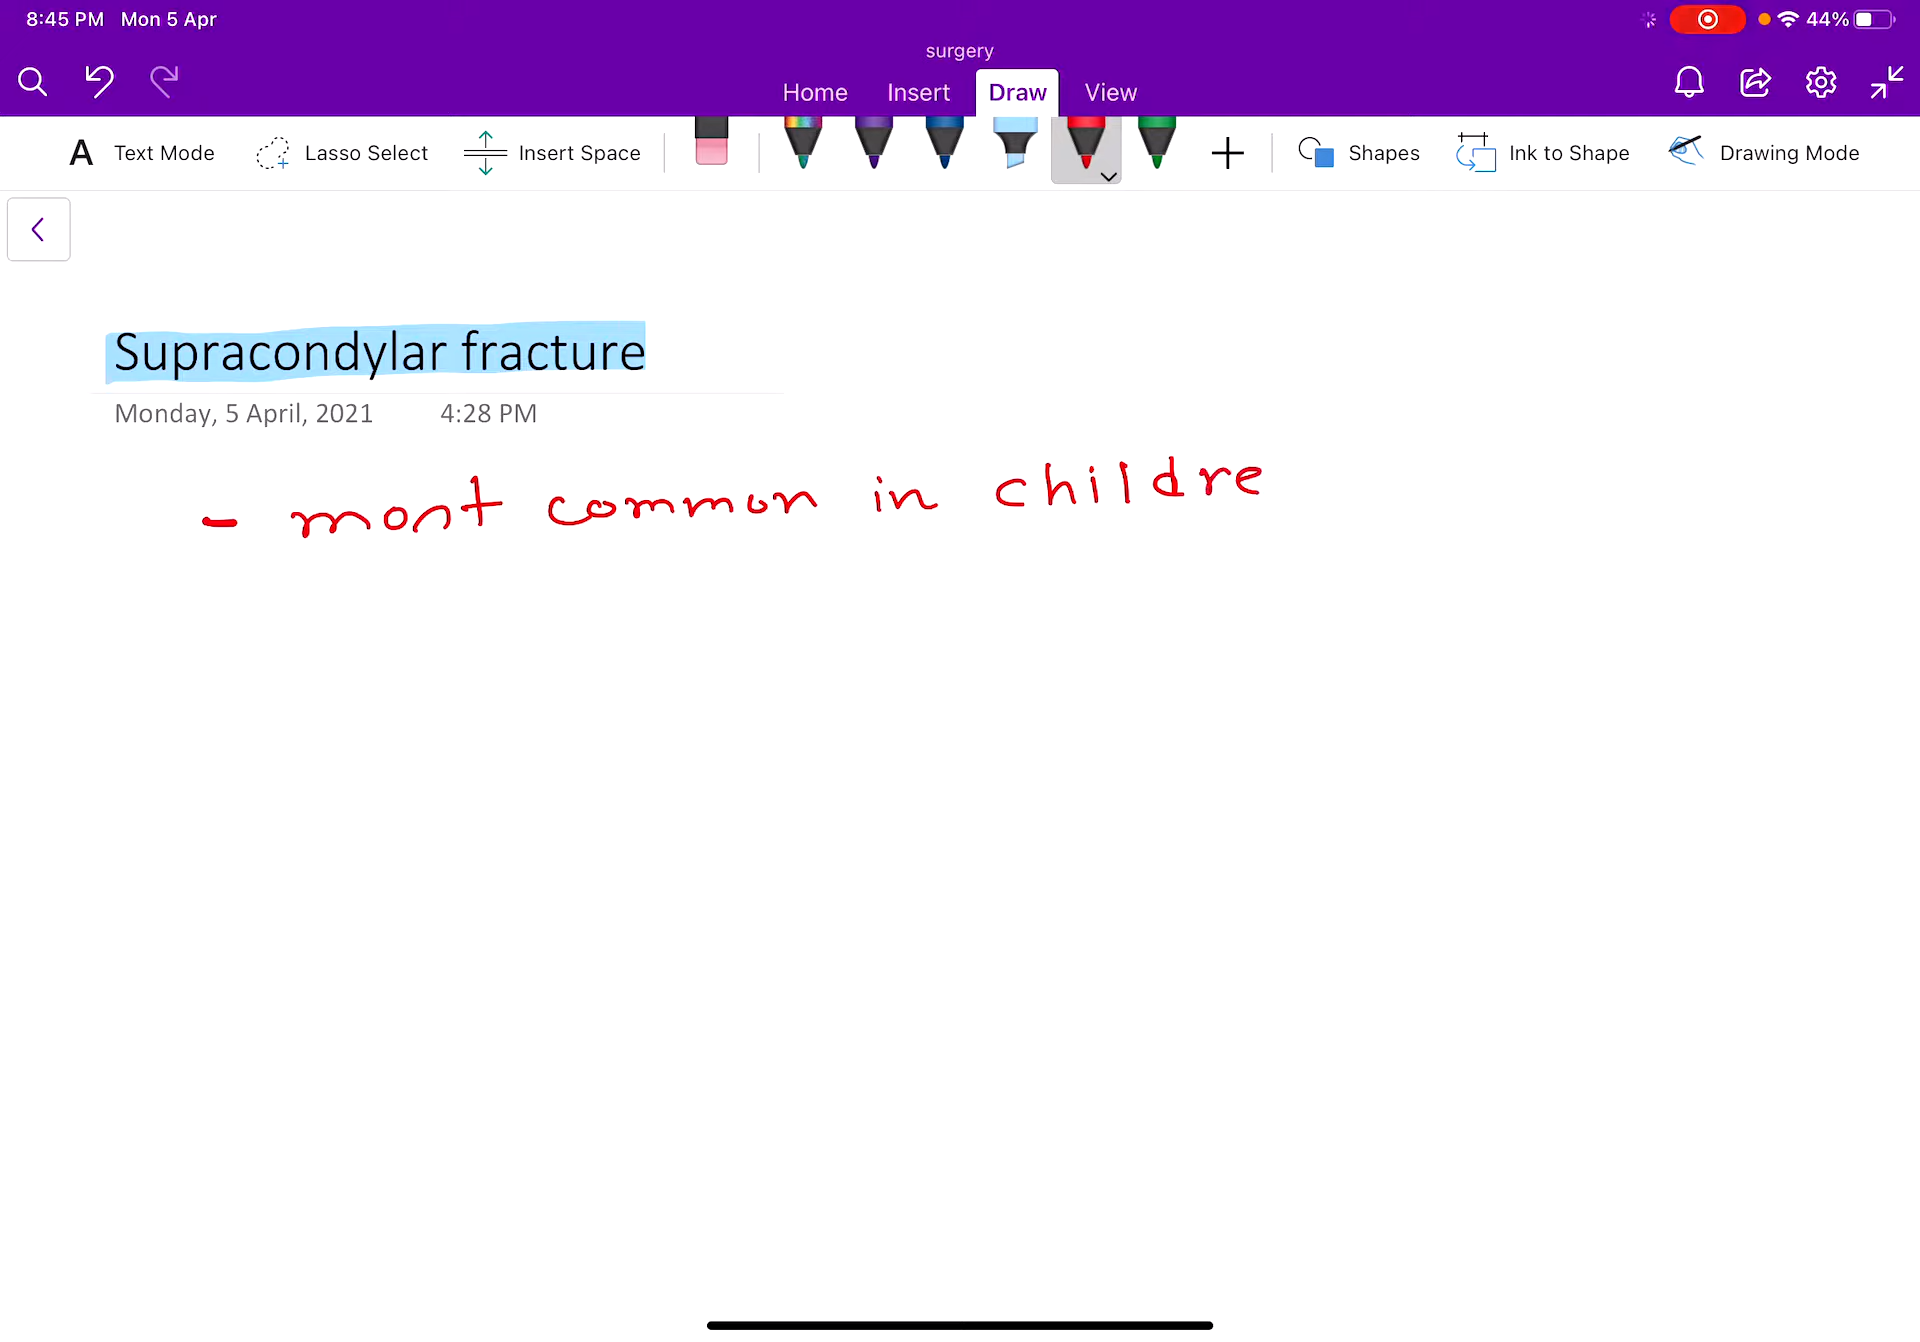 8:45 PM Mon 5 Apr 44%
surgery
Home Insert Draw View
A Text Mode Lasso Select Insert Space Shapes Ink to Shape Drawing Mode
Supracondylar fracture
Monday, 5 April, 2021 4:28 PM
- most common in childre